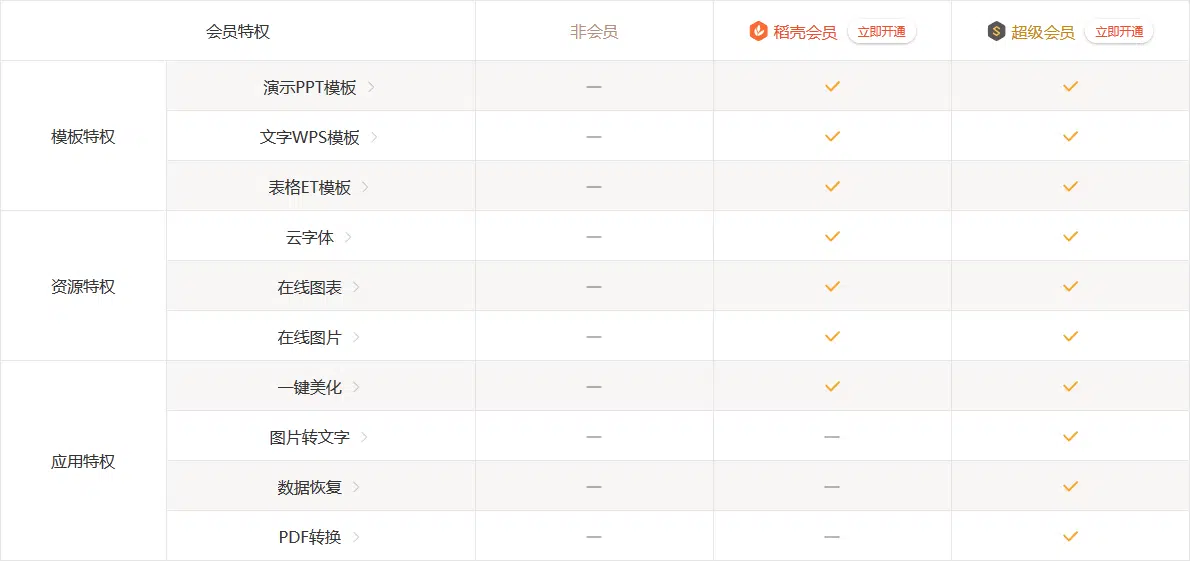 会员特权 非会员 稻壳会员 立即开通 超级会员 立即开通
演示PPT模板 — ✓ ✓
模板特权 文字WPS模板 — ✓ ✓
表格ET模板 — ✓ ✓
云字体 — ✓ ✓
资源特权 在线图表 — ✓ ✓
在线图片 — ✓ ✓
一键美化 — ✓ ✓
图片转文字 — — ✓
应用特权
数据恢复 — — ✓
PDF转换 — — ✓